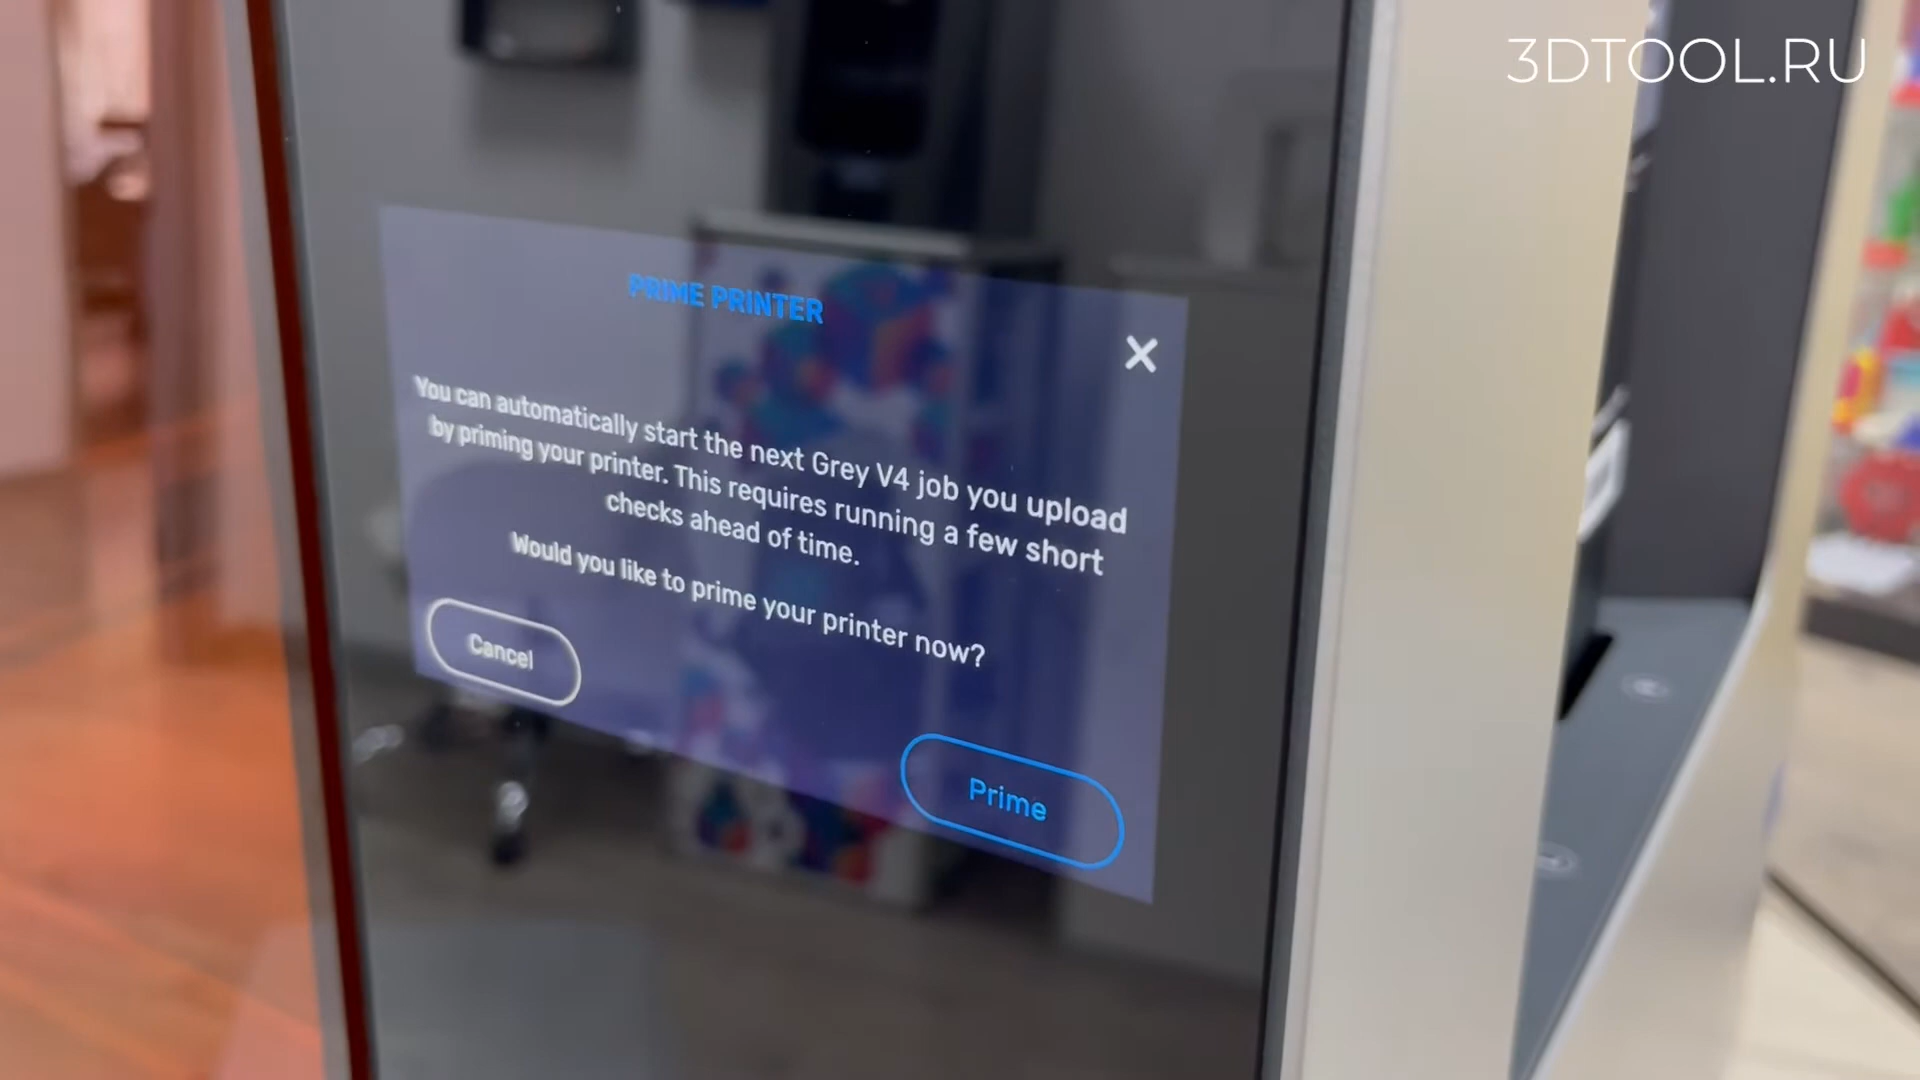 3DTOOL.RU
PRIME PRINTER
You can automatically start the next Grey V4 job you upload
by priming your printer. This requires running a few short
checks ahead of time.
Would you like to prime your printer now?
Cancel
Prime